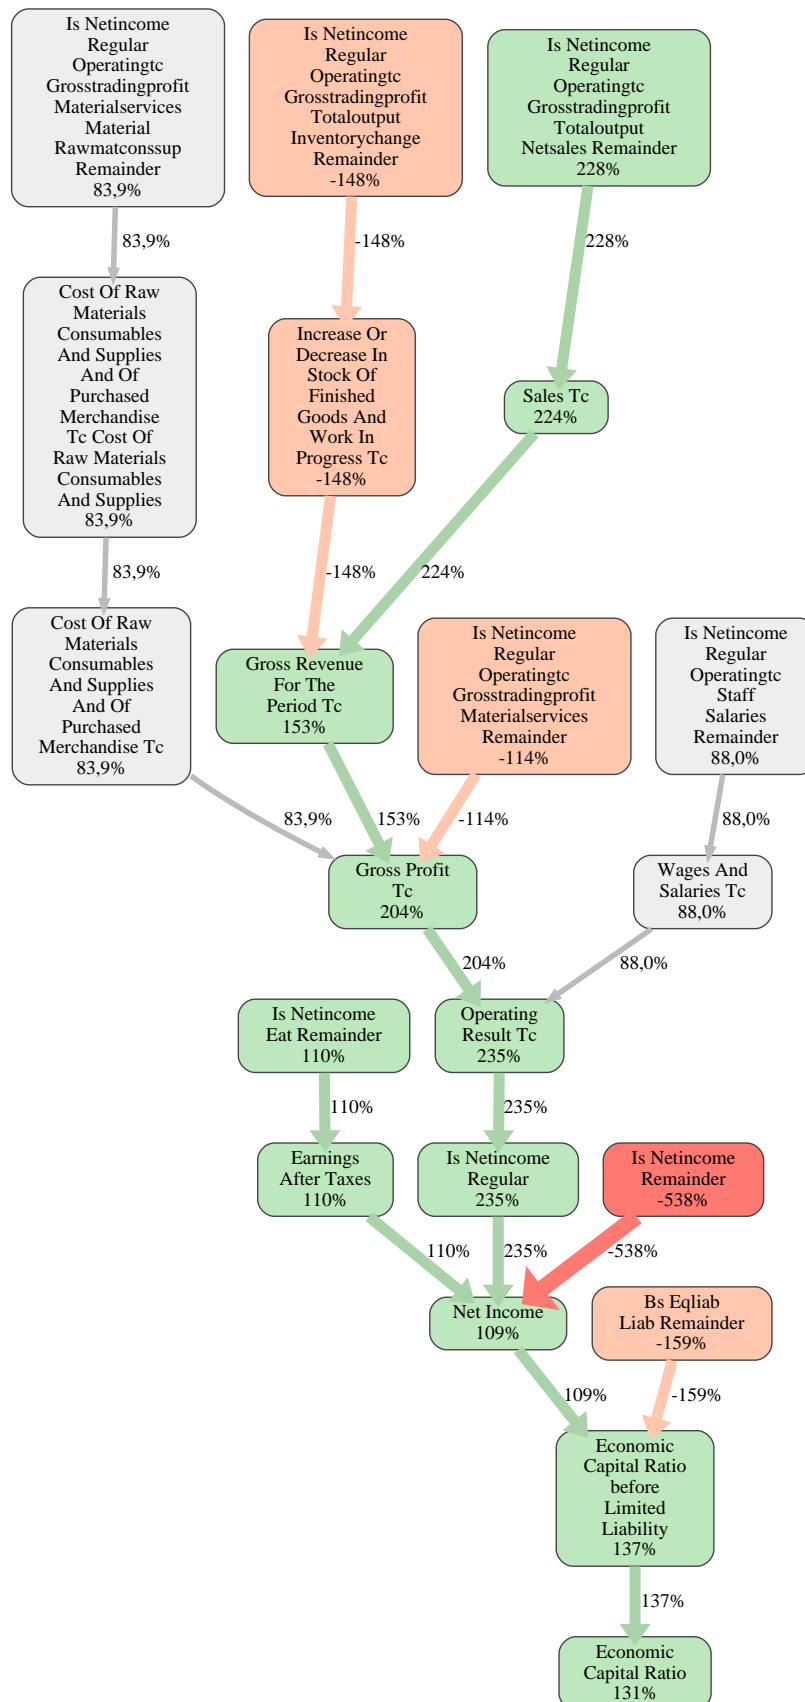 Is Netincome
Regular
Operatingtc
Grosstradingprofit
Materialservices
Material
Rawmatconssup
Remainder
83,9%
Is Netincome
Regular
Operatingtc
Grosstradingprofit
Totaloutput
Inventorychange
Remainder
-148%
Is Netincome
Regular
Operatingtc
Grosstradingprofit
Totaloutput
Netsales Remainder
228%
83,9%
-148%
228%
Cost Of Raw
Materials
Consumables
And Supplies
And Of
Purchased
Merchandise
Tc Cost Of
Raw Materials
Consumables
And Supplies
83,9%
Increase Or
Decrease In
Stock Of
Finished
Goods And
Work In
Progress Tc
-148%
Sales Tc
224%
83,9%
-148%
224%
Cost Of Raw
Materials
Consumables
And Supplies
And Of
Purchased
Merchandise Tc
83,9%
Gross Revenue
For The
Period Tc
153%
Is Netincome
Regular
Operatingtc
Grosstradingprofit
Materialservices
Remainder
-114%
Is Netincome
Regular
Operatingtc
Staff
Salaries
Remainder
88,0%
83,9%
153%
-114%
88,0%
Gross Profit
Tc
204%
Wages And
Salaries Tc
88,0%
204%
88,0%
Is Netincome
Eat Remainder
110%
Operating
Result Tc
235%
110%
235%
Earnings
After Taxes
110%
Is Netincome
Regular
235%
Is Netincome
Remainder
-538%
110%
235%
-538%
Net Income
109%
Bs Eqliab
Liab Remainder
-159%
109%
-159%
Economic
Capital Ratio
before
Limited
Liability
137%
137%
Economic
Capital Ratio
131%